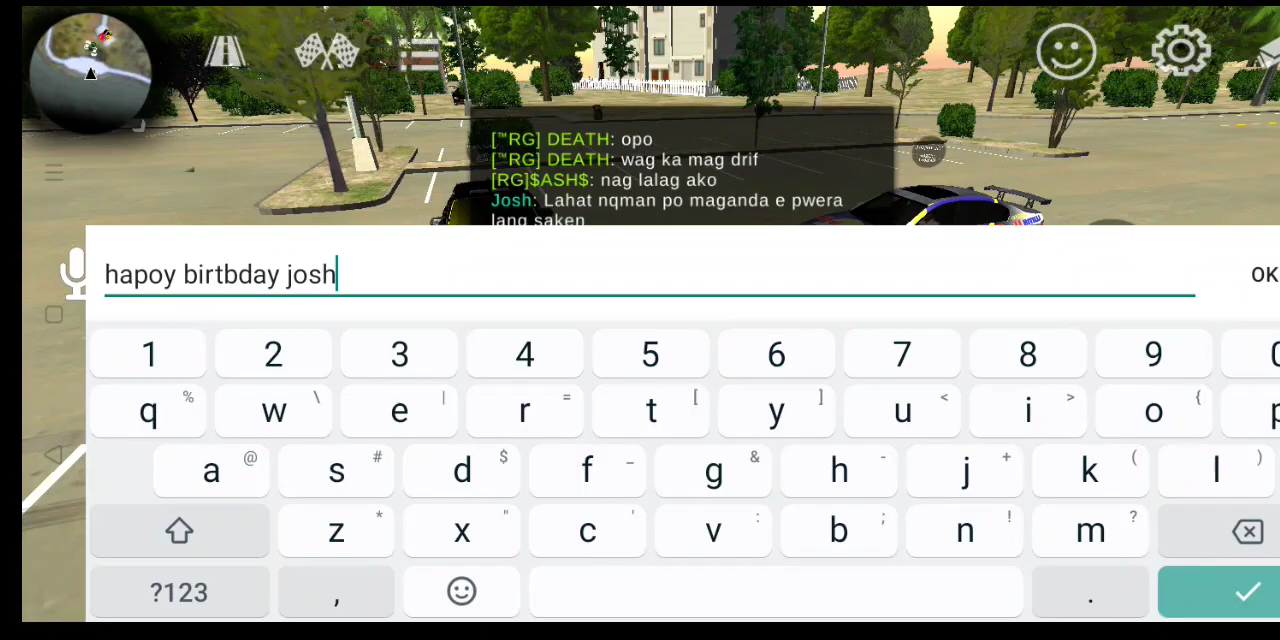 [™RG] DEATH: opo
[™RG] DEATH: wag ka mag drif
[RG]$ASH$: nag lalag ako
Josh: Lahat nqman po maganda e pwera
lang saken
hapoy birtbday josh
OK
1 2 3 4 5 6 7 8 9 0
q % w \ e | r = t [ y ] u < i > o { p
a @ s # d $ f _ g & h - j + k ( l )
z * x " c ' v : b ; n ! m ?
?123 , .